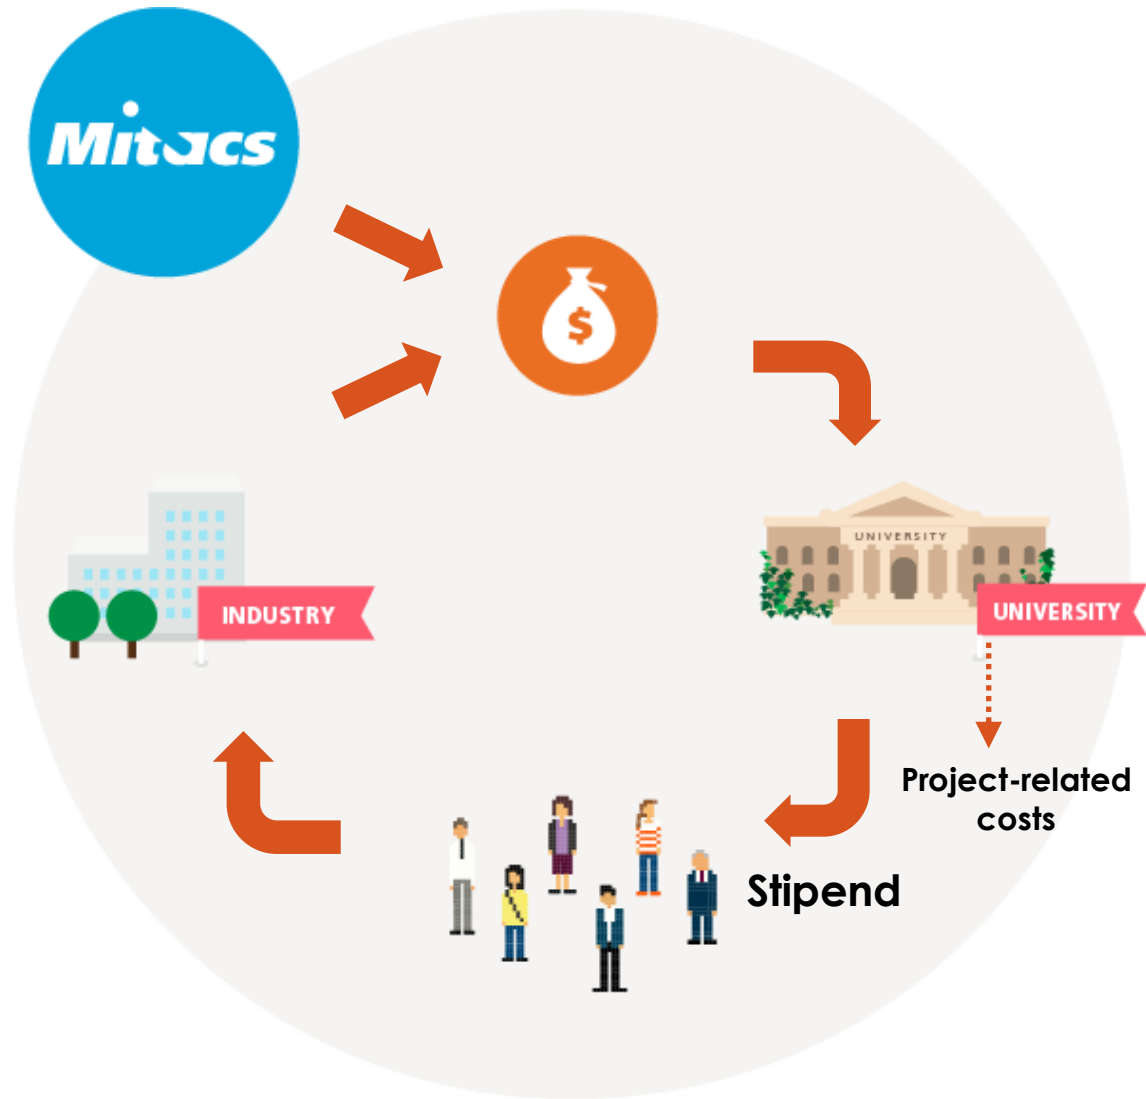 Mitacs
$
UNIVERSITY
INDUSTRY
UNIVERSITY
Project-related
costs
Stipend